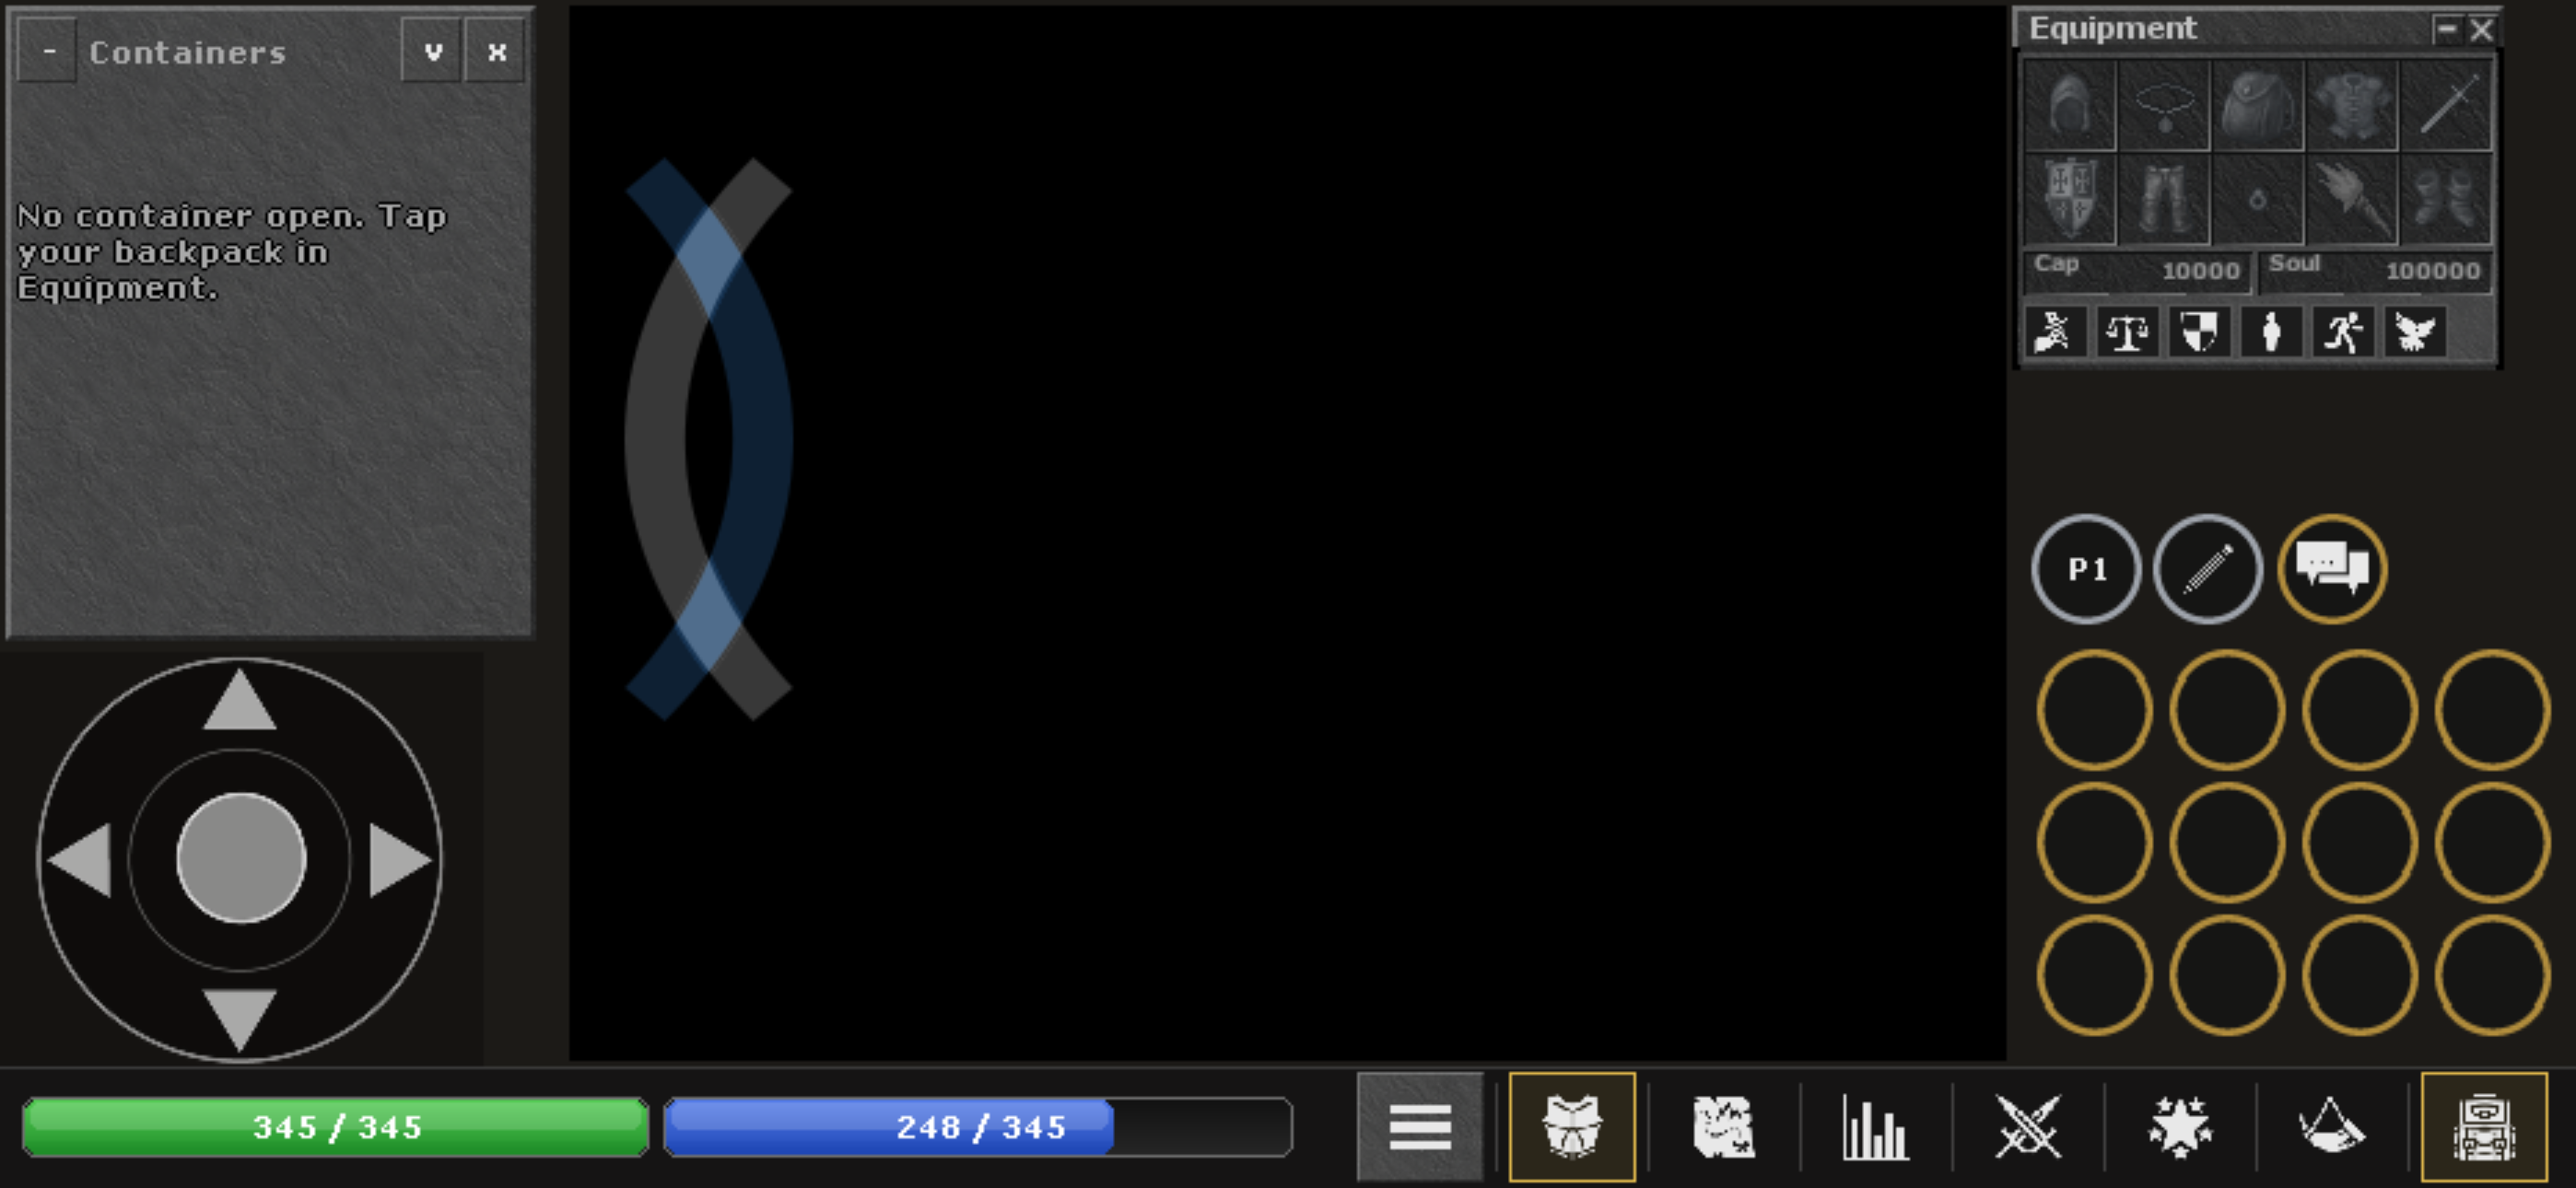 - Containers v x
No container open. Tap
your backpack in
Equipment.
Equipment
Cap 10000 Soul 100000
P1
345 / 345
248 / 345